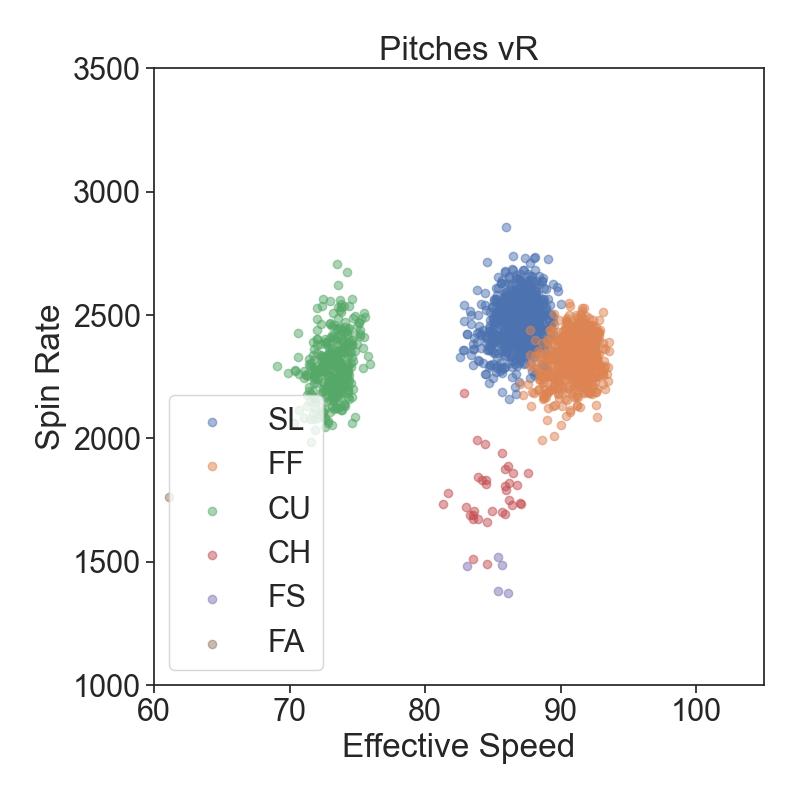 Pitches vR
3500
3000
2500
2000
1500
1000
Spin Rate
SL
FF
CU
CH
FS
FA
60 70 80 90 100
Effective Speed